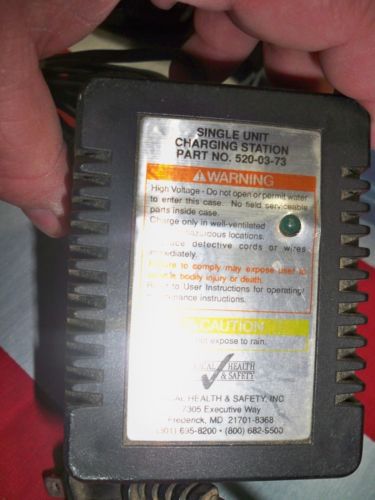 SINGLE UNIT
CHARGING STATION
PART NO. 520-03-73
WARNING
High Voltage - Do not open or permit water
to enter this case. No field serviceable
parts inside case.
Charge only in well-ventilated
hazardous locations.
defective cords or wires
to comply may expose user to
bodily injury or death.
to User Instructions for operating/
instructions.
CAUTION
not expose to rain.
HEALTH
& SAFETY
HEALTH & SAFETY, INC
7305 Executive Way
Frederick, MD 21701-8368
695-8200 • (800) 682-9500